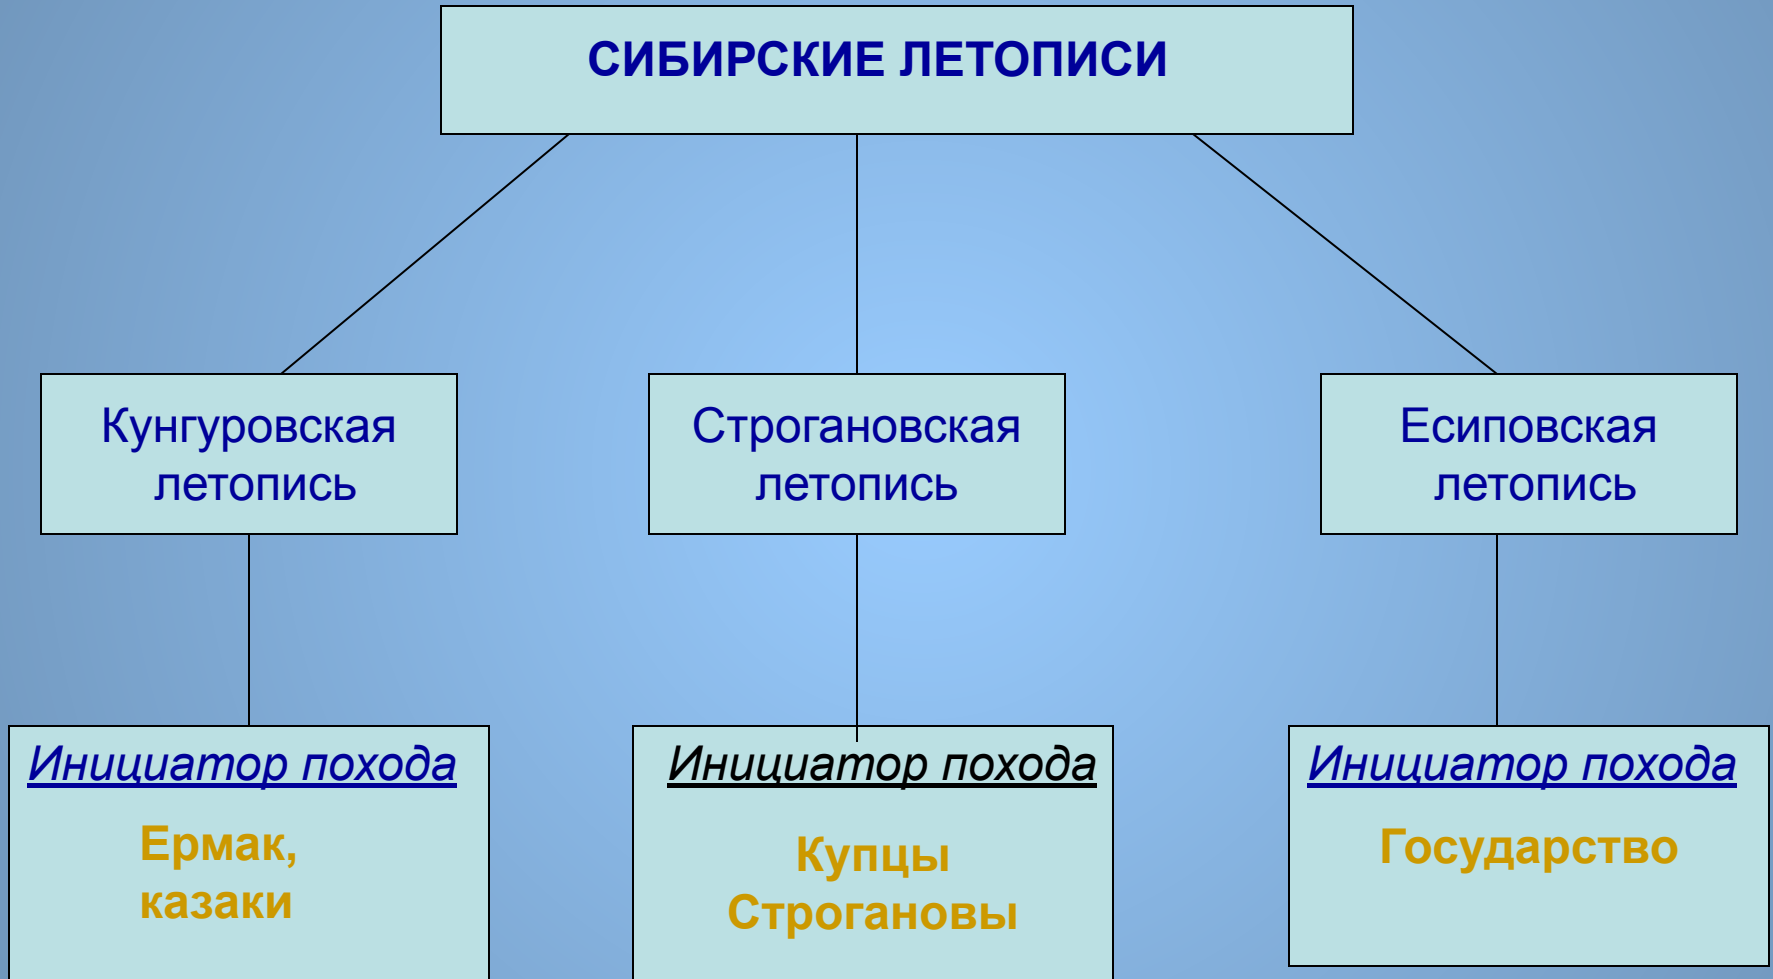 СИБИРСКИЕ ЛЕТОПИСИ
Кунгуровская
летопись
Строгановская
летопись
Есиповская
летопись
Инициатор похода
Ермак,
казаки
Инициатор похода
Купцы
Строгановы
Инициатор похода
Государство